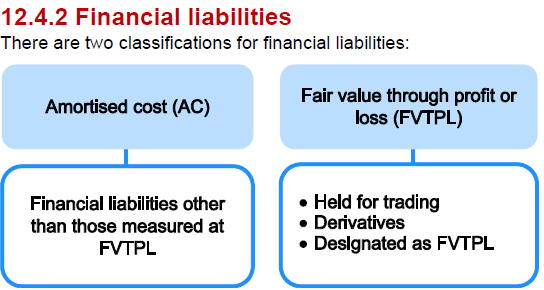 12.4.2 Financial liabilities
There are two classifications for financial liabilities:
Amortised cost (AC)
Fair value through profit or
loss (FVTPL)
Financial liabilities other
than those measured at
FVTPL
• Held for trading
• Derivatives
• Designated as FVTPL